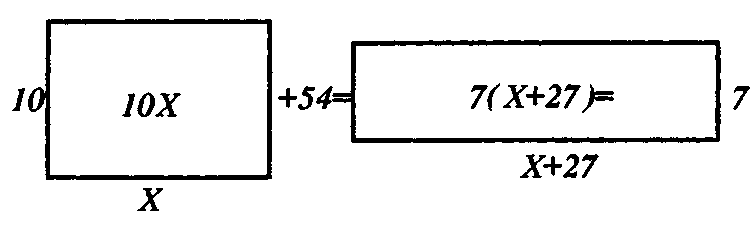 10 10X +54= 7( X+27 )= 7
X X+27